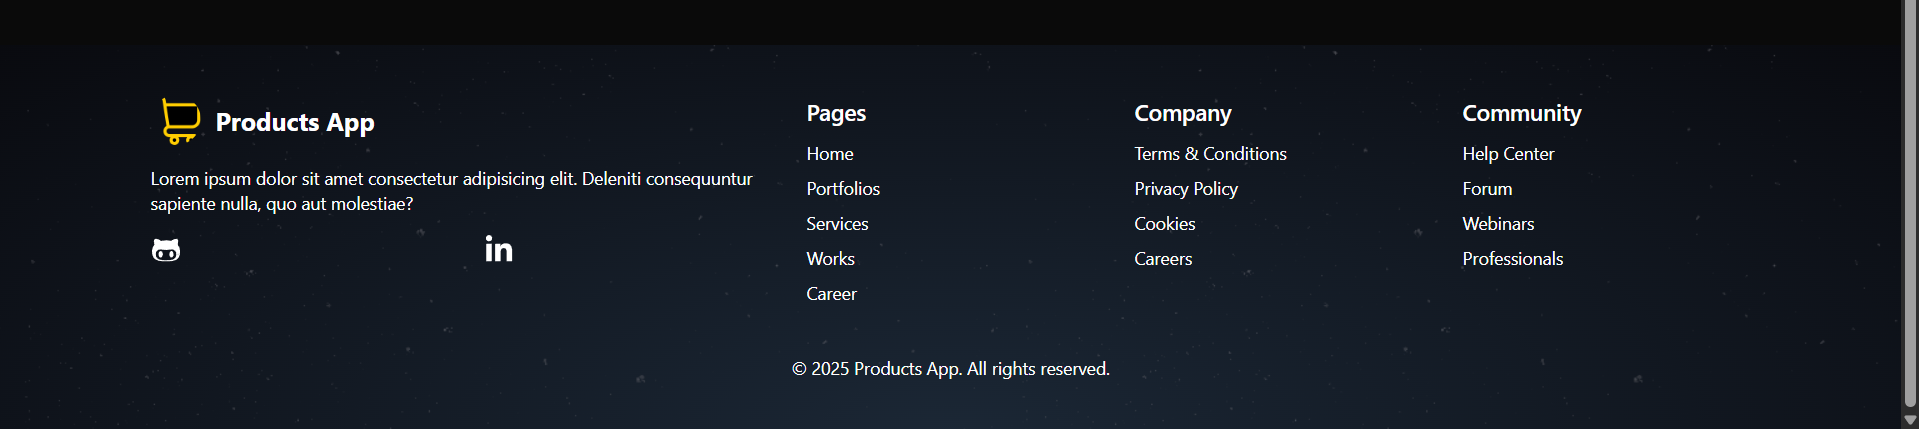 Products App
Lorem ipsum dolor sit amet consectetur adipisicing elit. Deleniti consequuntur
sapiente nulla, quo aut molestiae?
in
Pages
Home
Portfolios
Services
Works
Career
Company
Terms & Conditions
Privacy Policy
Cookies
Careers
Community
Help Center
Forum
Webinars
Professionals
© 2025 Products App. All rights reserved.